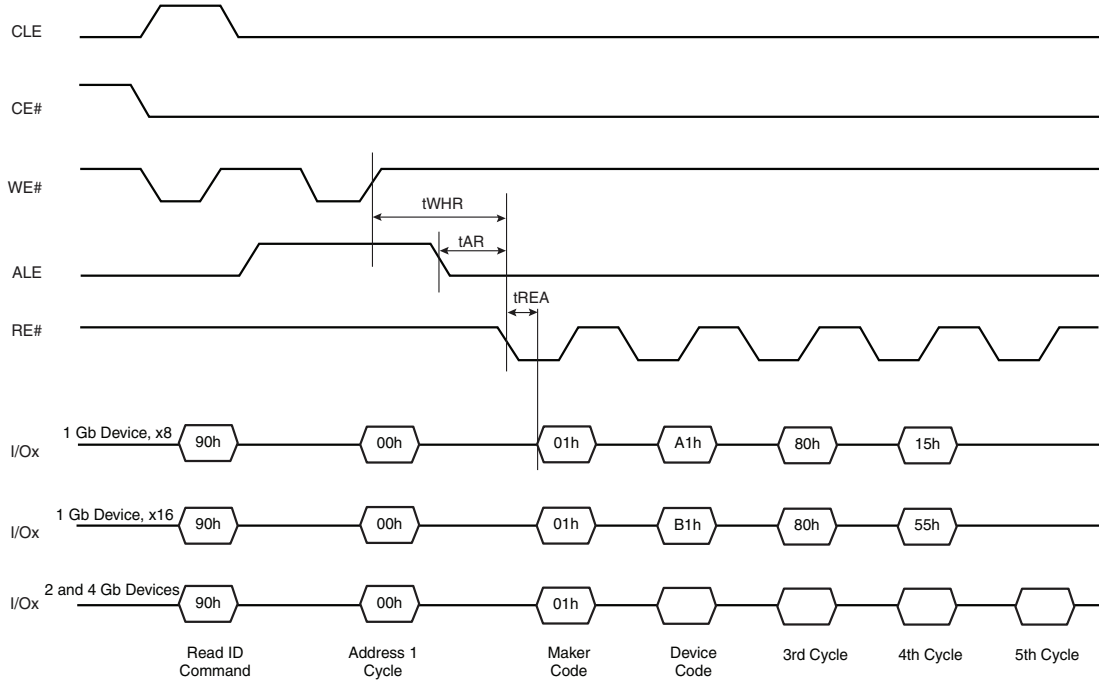 CLE
CE#
WE#
tWHR
tAR
ALE
tREA
RE#
1 Gb Device, x8
I/Ox 90h 00h 01h A1h 80h 15h
1 Gb Device, x16
I/Ox 90h 00h 01h B1h 80h 55h
2 and 4 Gb Devices
I/Ox 90h 00h 01h
Read ID Command
Address 1 Cycle
Maker Code
Device Code
3rd Cycle
4th Cycle
5th Cycle